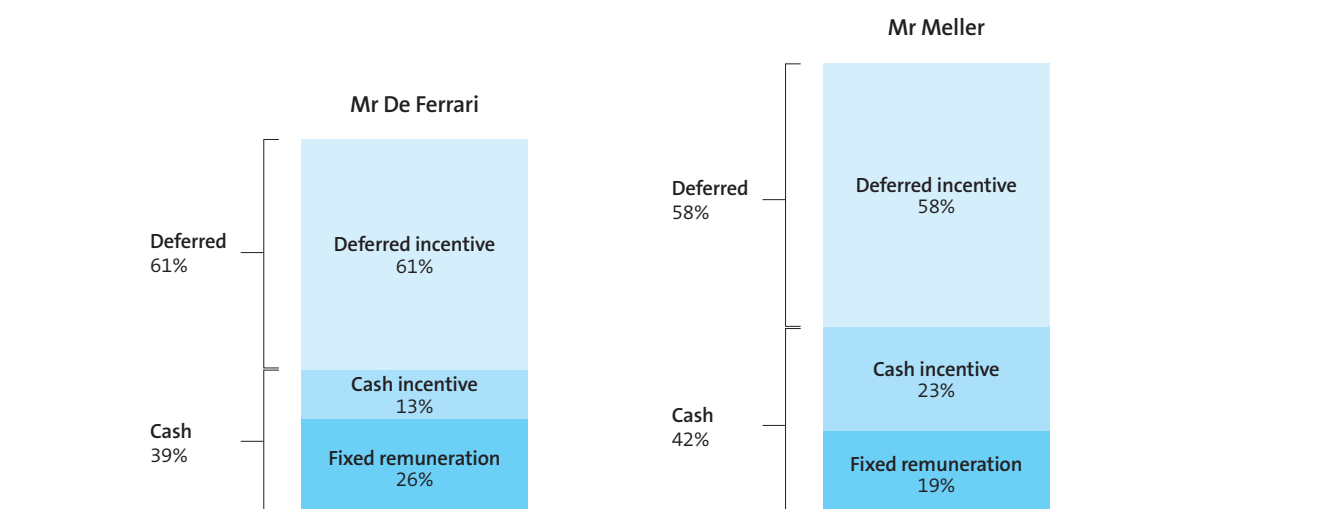 Mr De Ferrari
Deferred
61%
Deferred incentive
61%
Cash incentive
13%
Cash
39%
Fixed remuneration
26%
Mr Meller
Deferred
58%
Deferred incentive
58%
Cash incentive
23%
Cash
42%
Fixed remuneration
19%